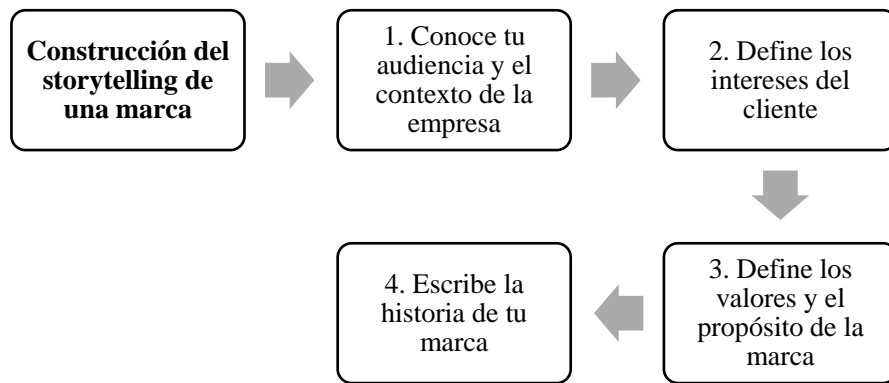 Construcción del
storytelling de
una marca
1. Conoce tu
audiencia y el
contexto de la
empresa
2. Define los
intereses del
cliente
3. Define los
valores y el
propósito de la
marca
4. Escribe la
historia de tu
marca